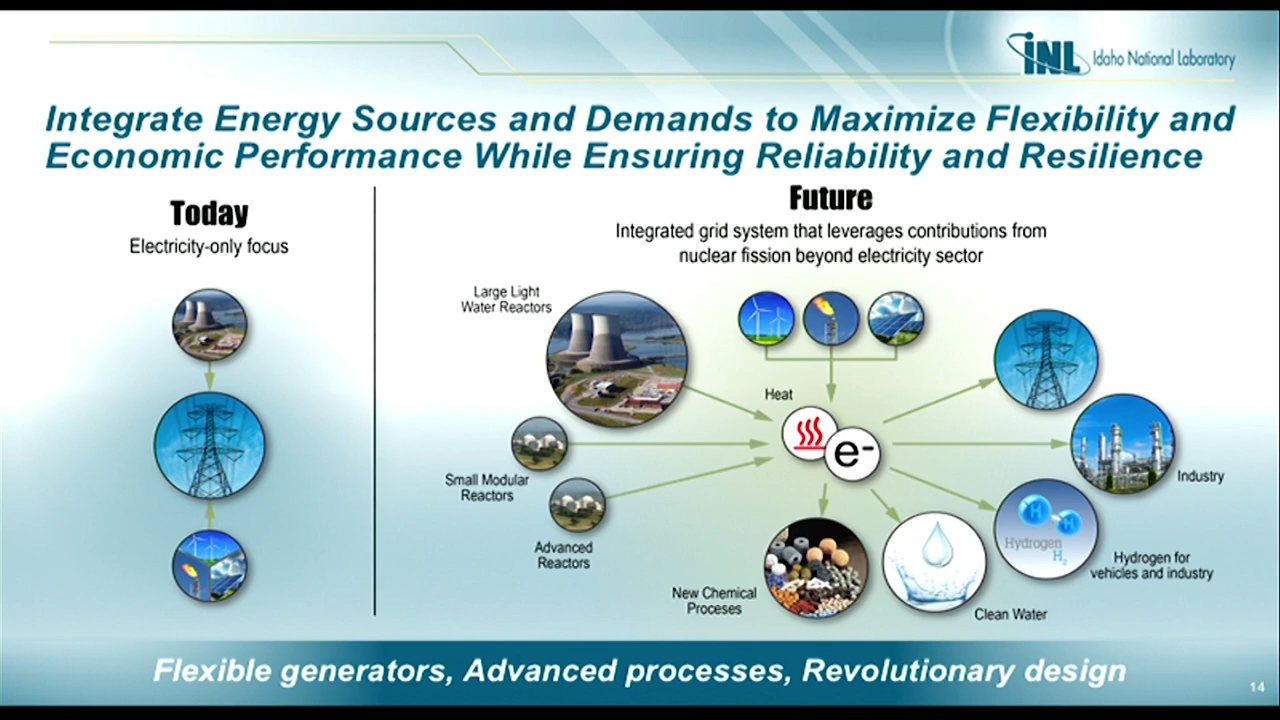 INL Idaho National Laboratory
Integrate Energy Sources and Demands to Maximize Flexibility and
Economic Performance While Ensuring Reliability and Resilience
Today
Electricity-only focus
Future
Integrated grid system that leverages contributions from
nuclear fission beyond electricity sector
Large Light
Water Reactors
Heat
e-
Small Modular
Reactors
Advanced
Reactors
Industry
H H
Hydrogen
H₂
Hydrogen for
vehicles and industry
New Chemical
Proceses
Clean Water
Flexible generators, Advanced processes, Revolutionary design
14